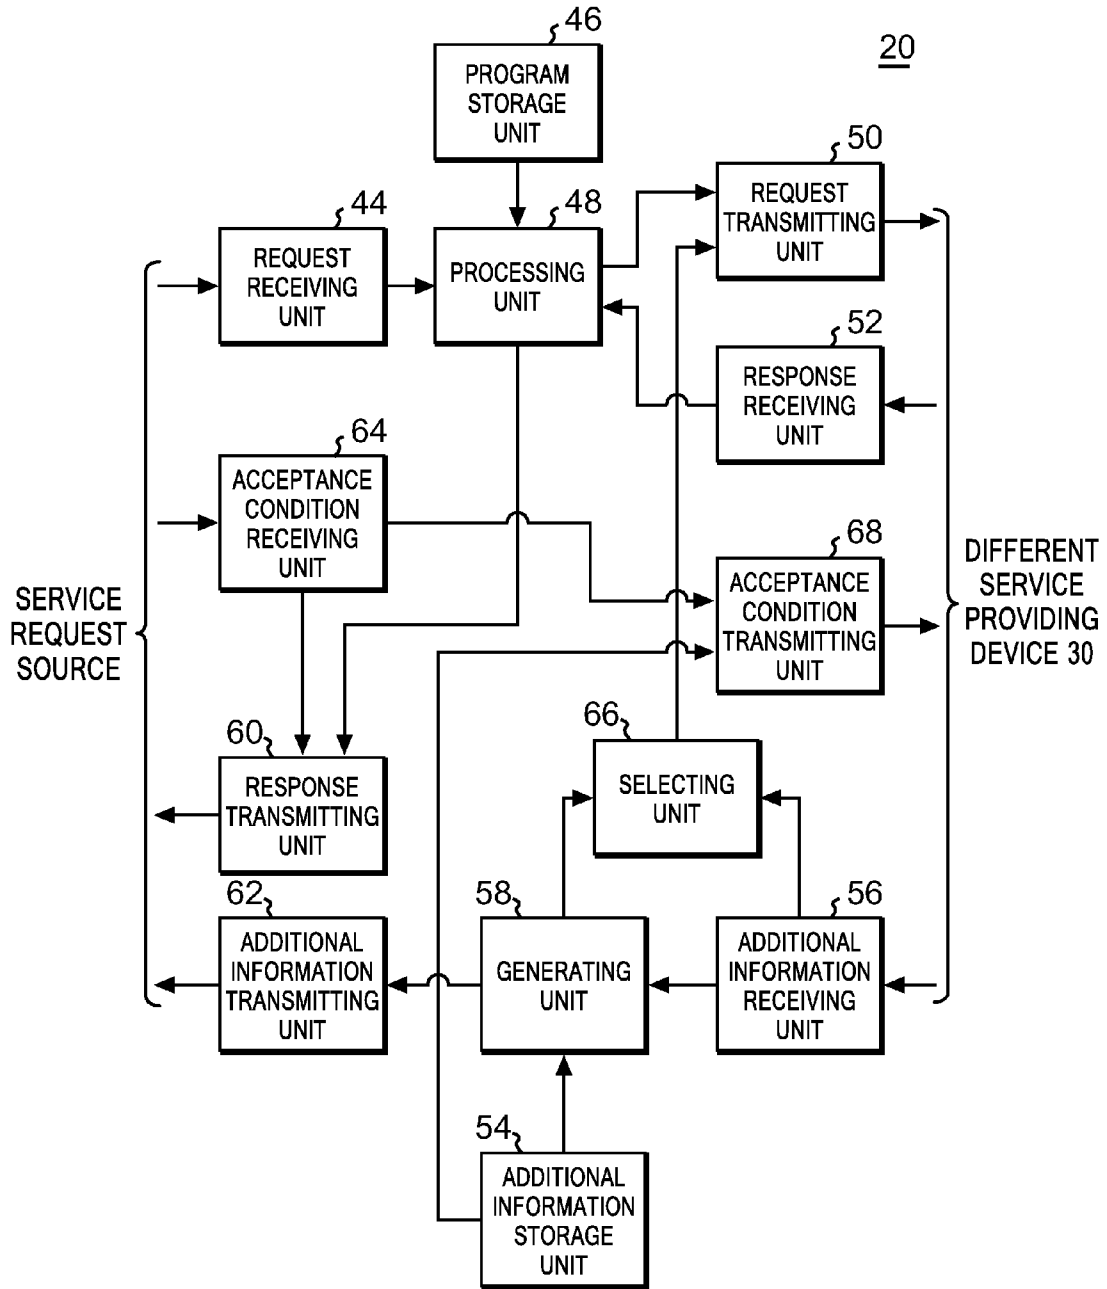 46
20
PROGRAM
STORAGE
UNIT
50
REQUEST
TRANSMITTING
UNIT
44
REQUEST
RECEIVING
UNIT
48
PROCESSING
UNIT
52
RESPONSE
RECEIVING
UNIT
64
ACCEPTANCE
CONDITION
RECEIVING
UNIT
68
ACCEPTANCE
CONDITION
TRANSMITTING
UNIT
SERVICE
REQUEST
SOURCE
DIFFERENT
SERVICE
PROVIDING
DEVICE 30
66
SELECTING
UNIT
60
RESPONSE
TRANSMITTING
UNIT
62
ADDITIONAL
INFORMATION
TRANSMITTING
UNIT
58
GENERATING
UNIT
56
ADDITIONAL
INFORMATION
RECEIVING
UNIT
54
ADDITIONAL
INFORMATION
STORAGE
UNIT